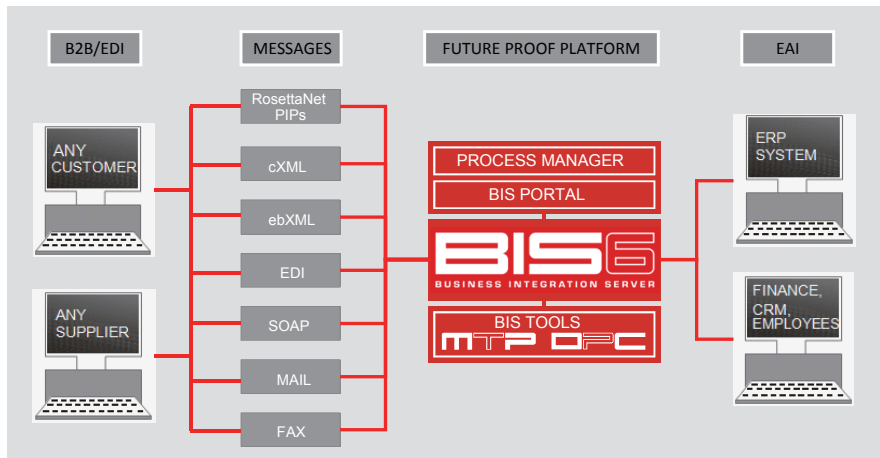 B2B/EDI
MESSAGES
FUTURE PROOF PLATFORM
EAI
ANY
CUSTOMER
ANY
SUPPLIER
RosettaNet
PIPs
cXML
ebXML
EDI
SOAP
MAIL
FAX
PROCESS MANAGER
BIS PORTAL
BIS6
BUSINESS INTEGRATION SERVER
BIS TOOLS
MTP DPC
ERP
SYSTEM
FINANCE,
CRM,
EMPLOYEES